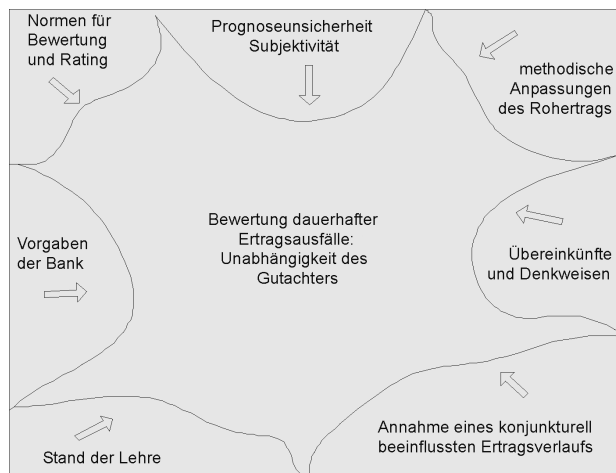 Normen für
Bewertung
und Rating
Prognoseunsicherheit
Subjektivität
methodische
Anpassungen
des Rohertrags
Vorgaben
der Bank
Bewertung dauerhafter
Ertragsausfälle:
Unabhängigkeit des
Gutachters
Übereinkünfte
und Denkweisen
Stand der Lehre
Annahme eines konjunkturell
beeinflussten Ertragsverlaufs